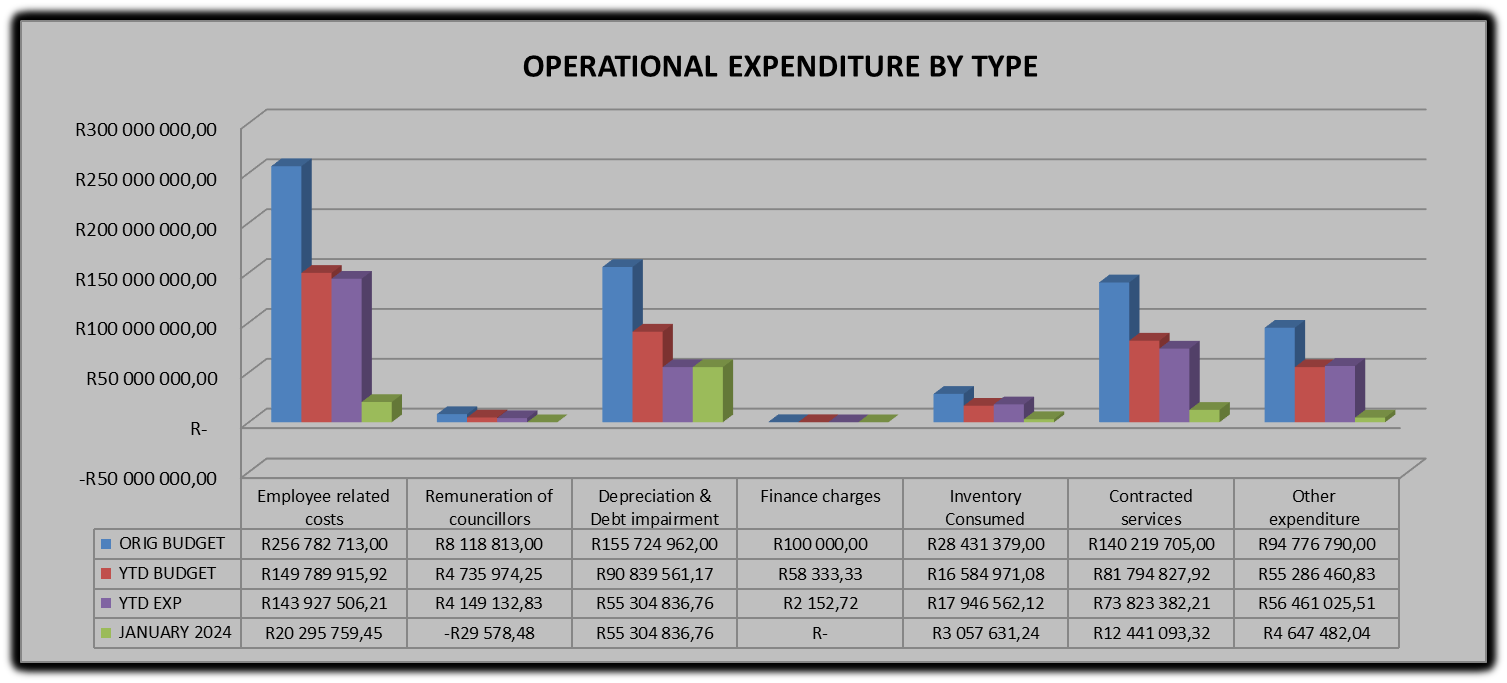 OPERATIONAL EXPENDITURE BY TYPE
R300 000 000,00
R250 000 000,00
R200 000 000,00
R150 000 000,00
R100 000 000,00
R50 000 000,00
R-
-R50 000 000,00
Employee related costs Remuneration of councillors Depreciation & Debt impairment Finance charges Inventory Consumed Contracted services Other expenditure
ORIG BUDGET R256 782 713,00 R8 118 813,00 R155 724 962,00 R100 000,00 R28 431 379,00 R140 219 705,00 R94 776 790,00
YTD BUDGET R149 789 915,92 R4 735 974,25 R90 839 561,17 R58 333,33 R16 584 971,08 R81 794 827,92 R55 286 460,83
YTD EXP R143 927 506,21 R4 149 132,83 R55 304 836,76 R2 152,72 R17 946 562,12 R73 823 382,21 R56 461 025,51
JANUARY 2024 R20 295 759,45 -R29 578,48 R55 304 836,76 R- R3 057 631,24 R12 441 093,32 R4 647 482,04